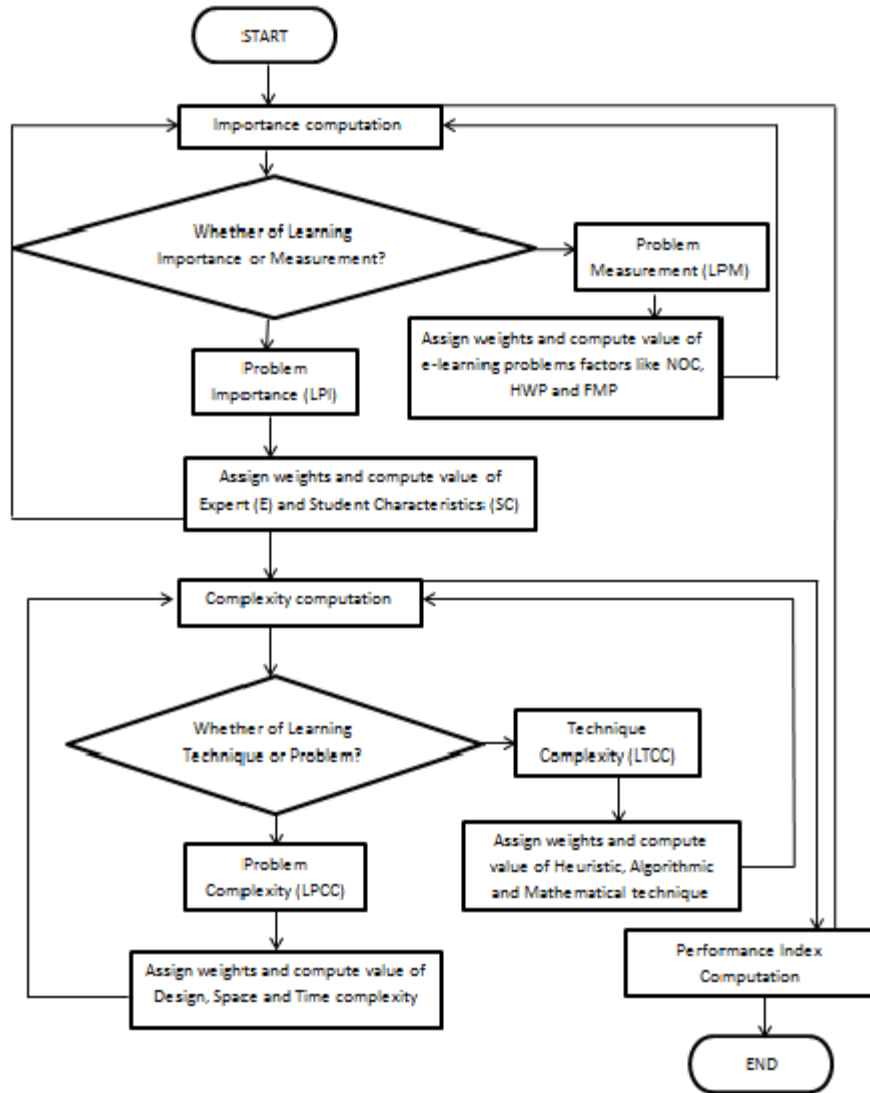 START
Importance computation
Whether of Learning
Importance or Measurement?
Problem
Measurement (LPM)
Assign weights and compute value of
e-learning problems factors like NOC,
HWP and FMP
Problem
Importance (LPI)
Assign weights and compute value of
Expert (E) and Student Characteristics (SC)
Complexity computation
Whether of Learning
Technique or Problem?
Technique
Complexity (LTCC)
Assign weights and compute
value of Heuristic, Algorithmic
and Mathematical technique
Problem
Complexity (LPCC)
Assign weights and compute value of
Design, Space and Time complexity
Performance Index
Computation
END